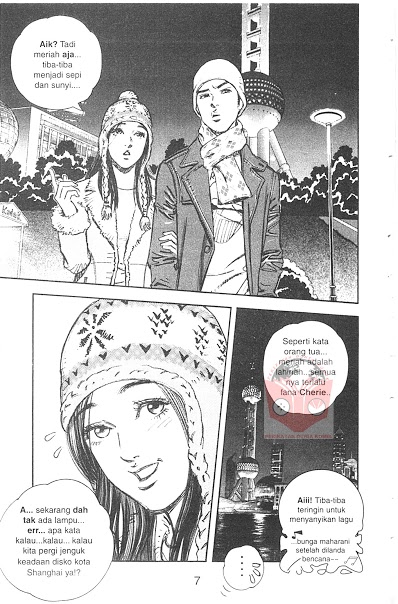 Aik? Tadi
meriah aja...
tiba-tiba
menjadi sepi
dan sunyi....
Seperti kata
orang tua...
meriah adalah
lahiriah...semua
nya terlalu
fana Cherie..
A... sekarang dah
tak ada lampu...
err... apa kata
kalau...kalau... kalau
kita pergi jenguk
keadaan disko kota
Shanghai ya!?
Aiii! Tiba-tiba
teringin untuk
menyanyikan lagu
...bunga maharani
setelah dilanda
bencana~~
....
7